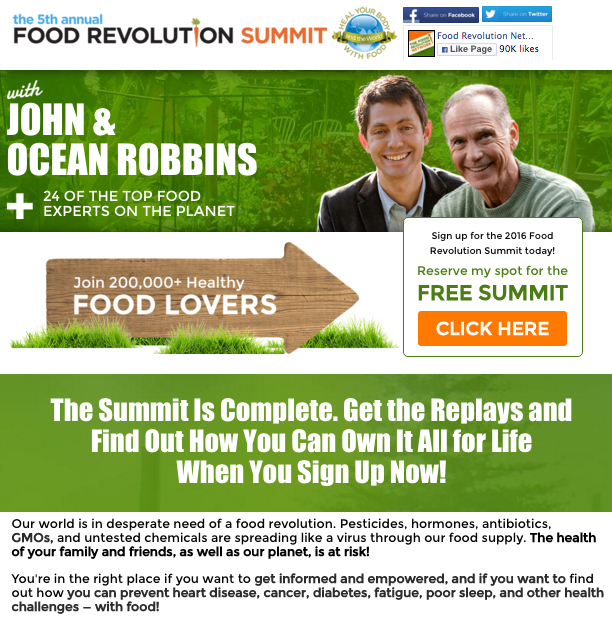 the 5th annual
FOOD REVOLUTION SUMMIT
HEAL YOUR BODY
and the World
WITH FOOD
Share on Facebook
Share on Twitter
Food Revolution Net...
Like Page 90K likes
with
JOHN &
OCEAN ROBBINS
+ 24 OF THE TOP FOOD
EXPERTS ON THE PLANET
Sign up for the 2016 Food
Revolution Summit today!
Reserve my spot for the
FREE SUMMIT
CLICK HERE
Join 200,000+ Healthy
FOOD LOVERS
The Summit Is Complete. Get the Replays and
Find Out How You Can Own It All for Life
When You Sign Up Now!
Our world is in desperate need of a food revolution. Pesticides, hormones, antibiotics,
GMOs, and untested chemicals are spreading like a virus through our food supply. The health
of your family and friends, as well as our planet, is at risk!
You're in the right place if you want to get informed and empowered, and if you want to find
out how you can prevent heart disease, cancer, diabetes, fatigue, poor sleep, and other health
challenges – with food!